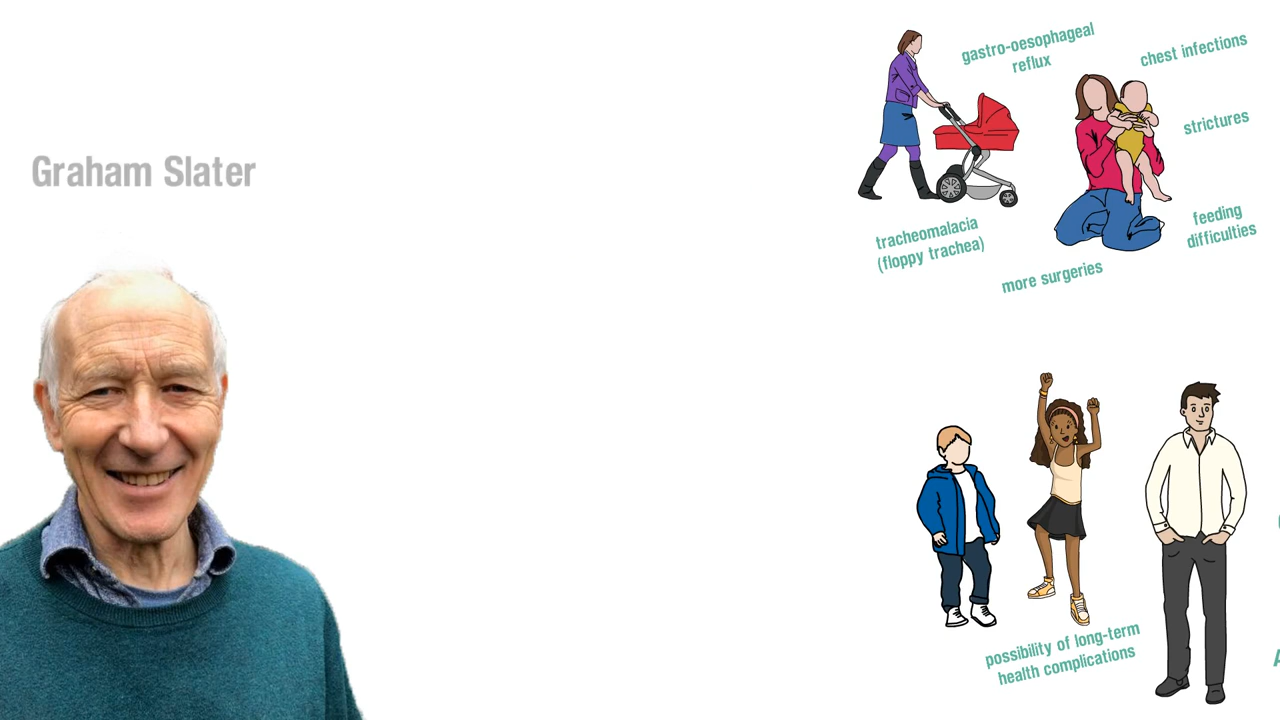 Graham Slater
gastro-oesophageal
reflux
chest infections
strictures
feeding
difficulties
tracheomalacia
(floppy trachea)
more surgeries
possibility of long-term
health complications